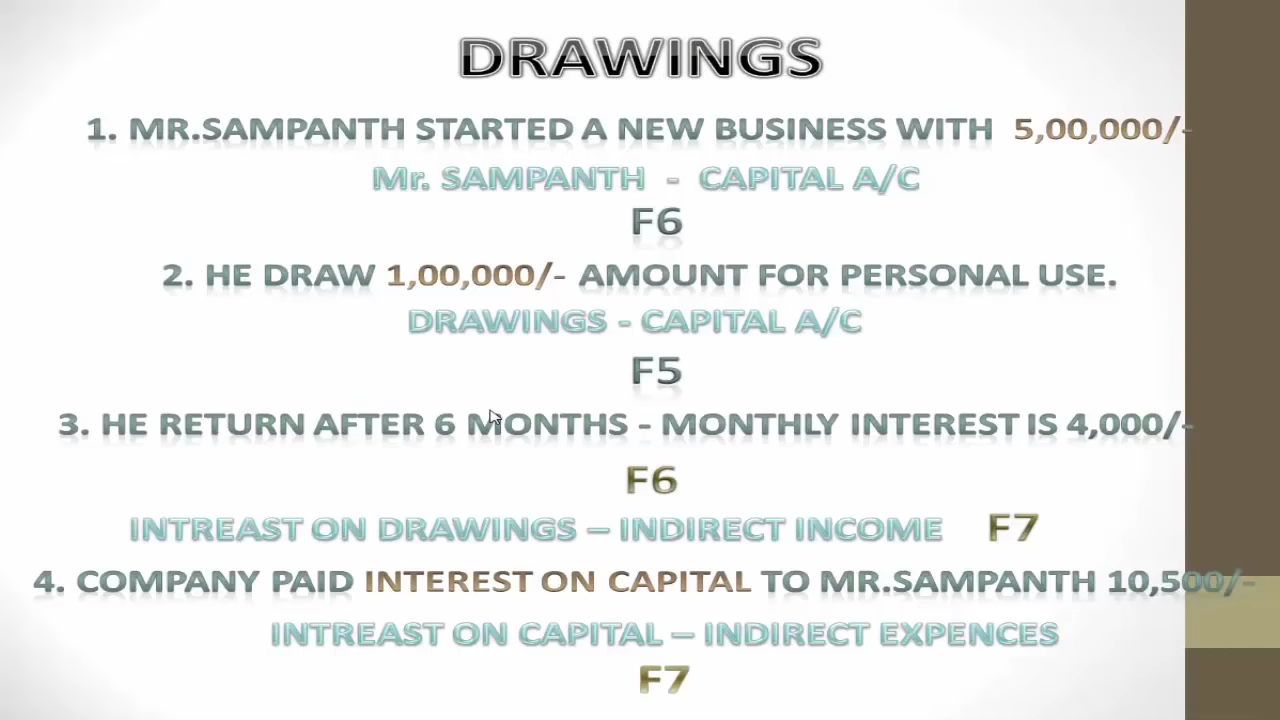 DRAWINGS
1. MR.SAMPANTH STARTED A NEW BUSINESS WITH 5,00,000/-
Mr. SAMPANTH - CAPITAL A/C
F6
2. HE DRAW 1,00,000/- AMOUNT FOR PERSONAL USE.
DRAWINGS - CAPITAL A/C
F5
3. HE RETURN AFTER 6 MONTHS - MONTHLY INTEREST IS 4,000/-
F6
INTREAST ON DRAWINGS – INDIRECT INCOME F7
4. COMPANY PAID INTEREST ON CAPITAL TO MR.SAMPANTH 10,500/-
INTREAST ON CAPITAL – INDIRECT EXPENCES
F7